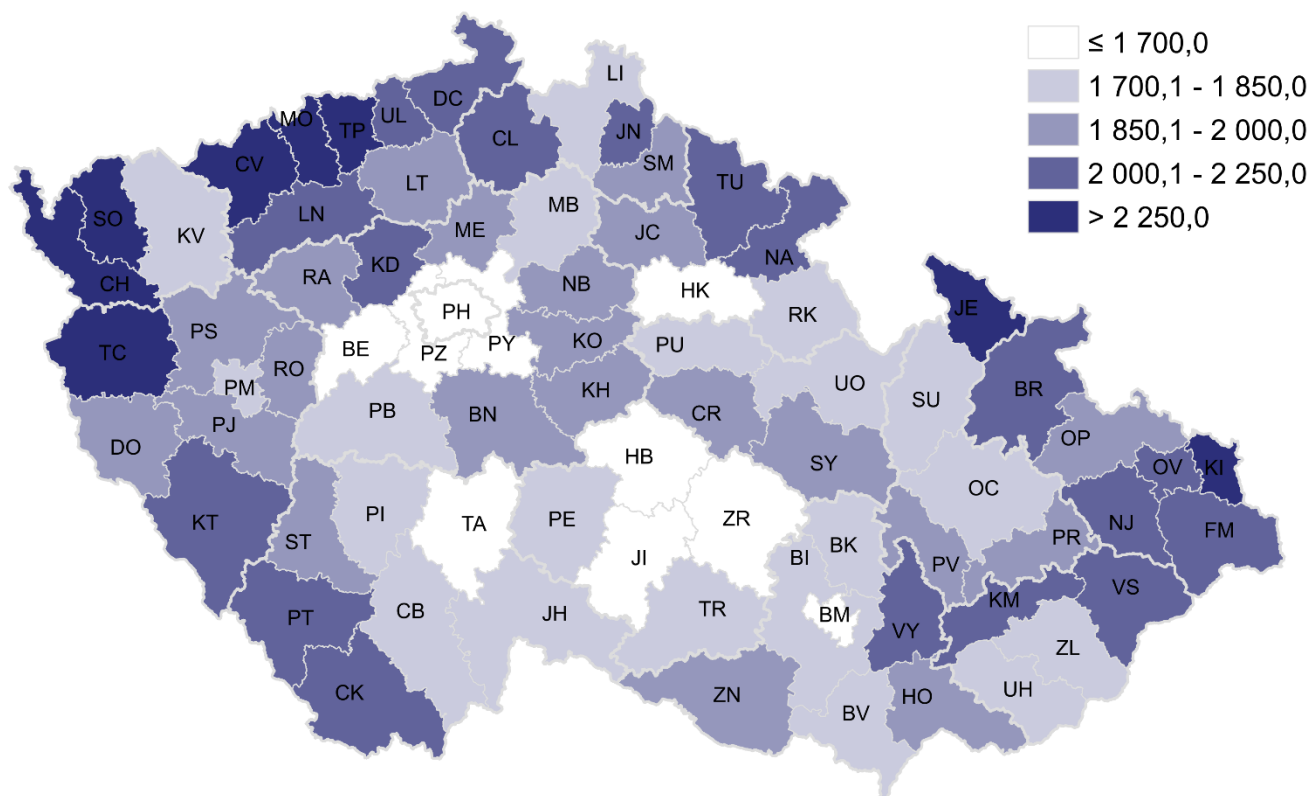 ≤ 1 700,0
1 700,1 - 1 850,0
1 850,1 - 2 000,0
2 000,1 - 2 250,0
> 2 250,0
LI
DC
MO
TP
UL
CL
JN
CV
SM
LT
TU
SO
KV
LN
MB
ME
JC
KD
NA
RA
CH
NB
HK
JE
PH
RK
PS
TC
BE
PZ
PY
KO
PU
RO
PM
UO
BR
SU
KH
PB
BN
CR
PJ
DO
OP
HB
SY
OV
KI
OC
PI
TA
PE
ZR
KT
NJ
FM
ST
PR
BK
JI
BI
PV
VS
KM
CB
JH
TR
BM
PT
VY
ZL
CK
ZN
HO
UH
BV